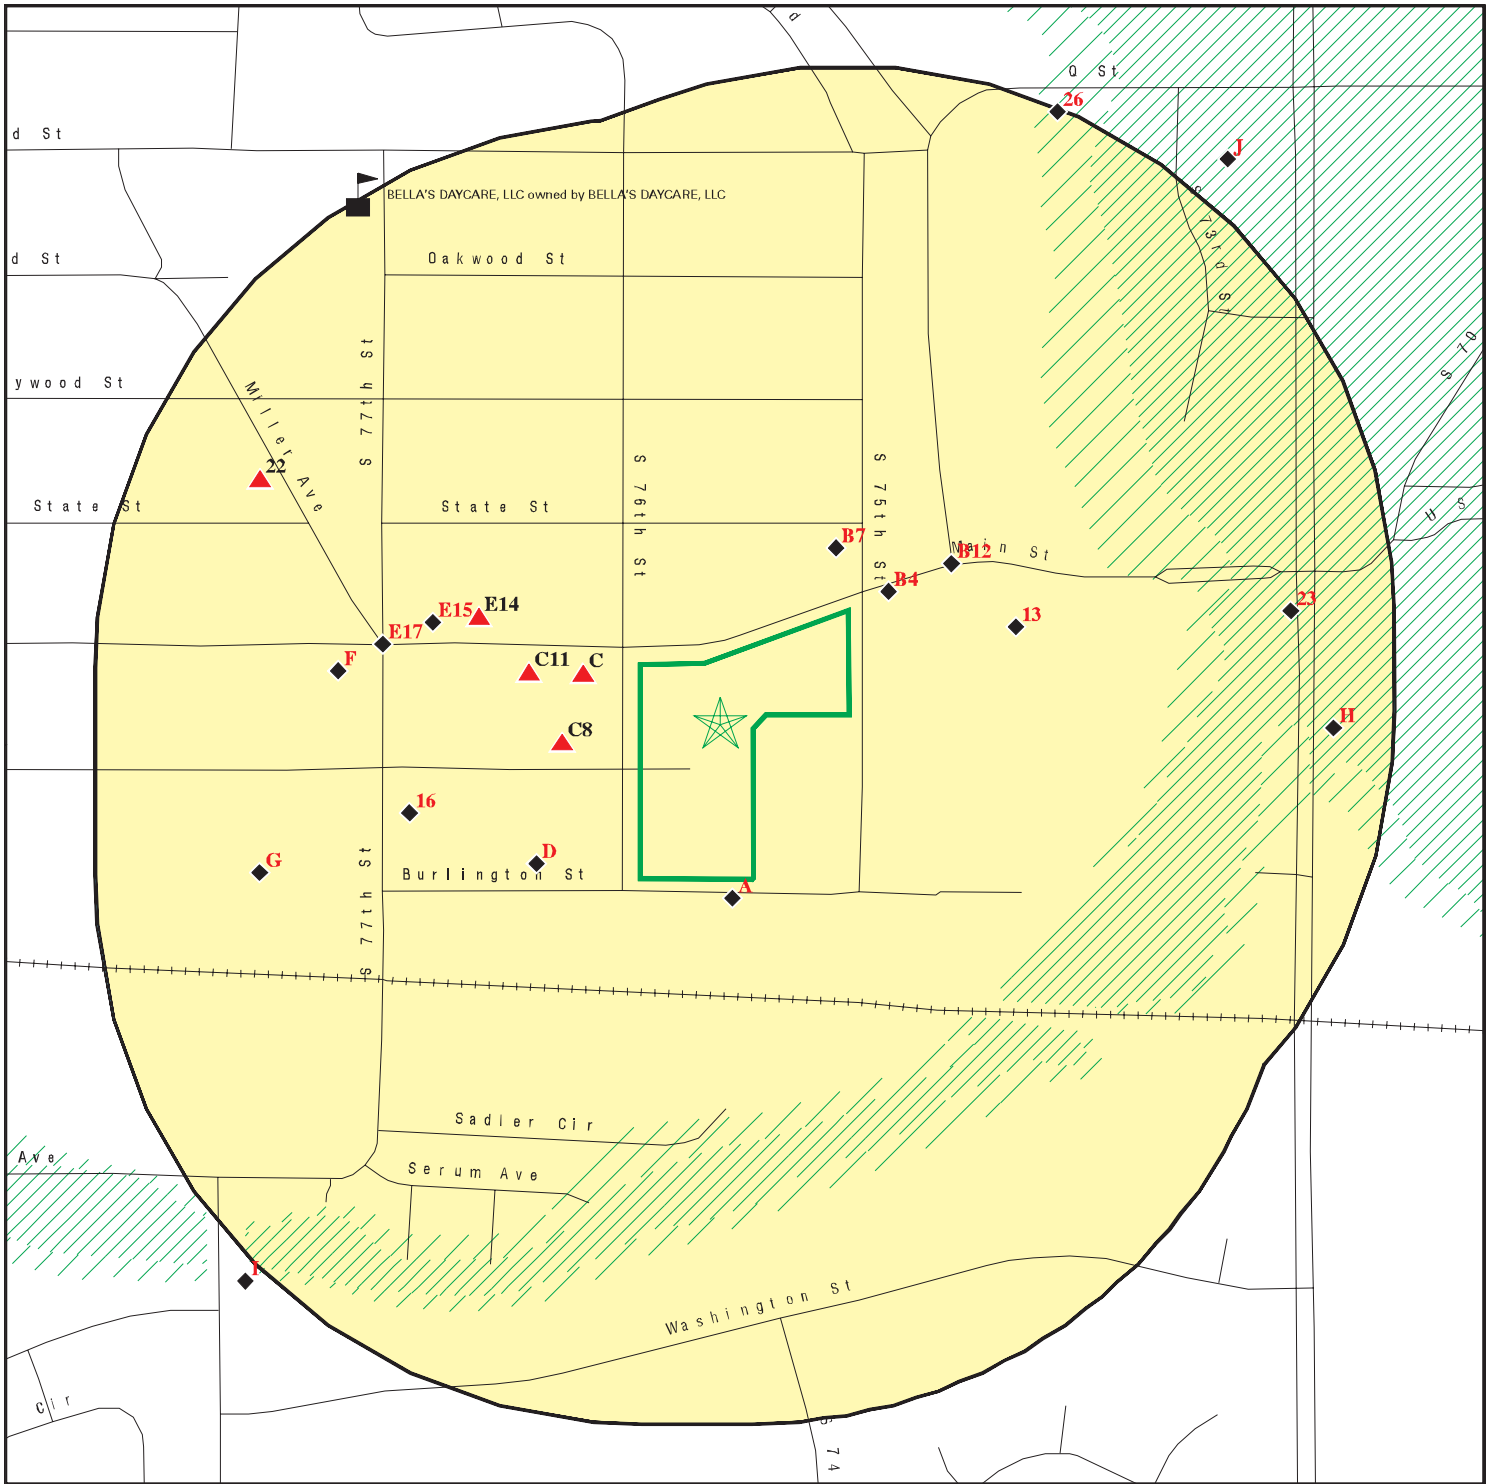 d
Q St
26
d St
J
BELLA'S DAYCARE, LLC owned by BELLA'S DAYCARE, LLC
S 73rd St
d St
Oakwood St
S 77th St
S 70
ywood St
Miller Ave
22
S 76th St
S 75th St
State St
State St
U S
B7
Main St
B12
B4
E15
E14
13
23
E17
F
C11
C
H
C8
16
G
D
Burlington St
A
S 77th St
Sadler Cir
Ave
Serum Ave
I
Washington St
Cir
S 74